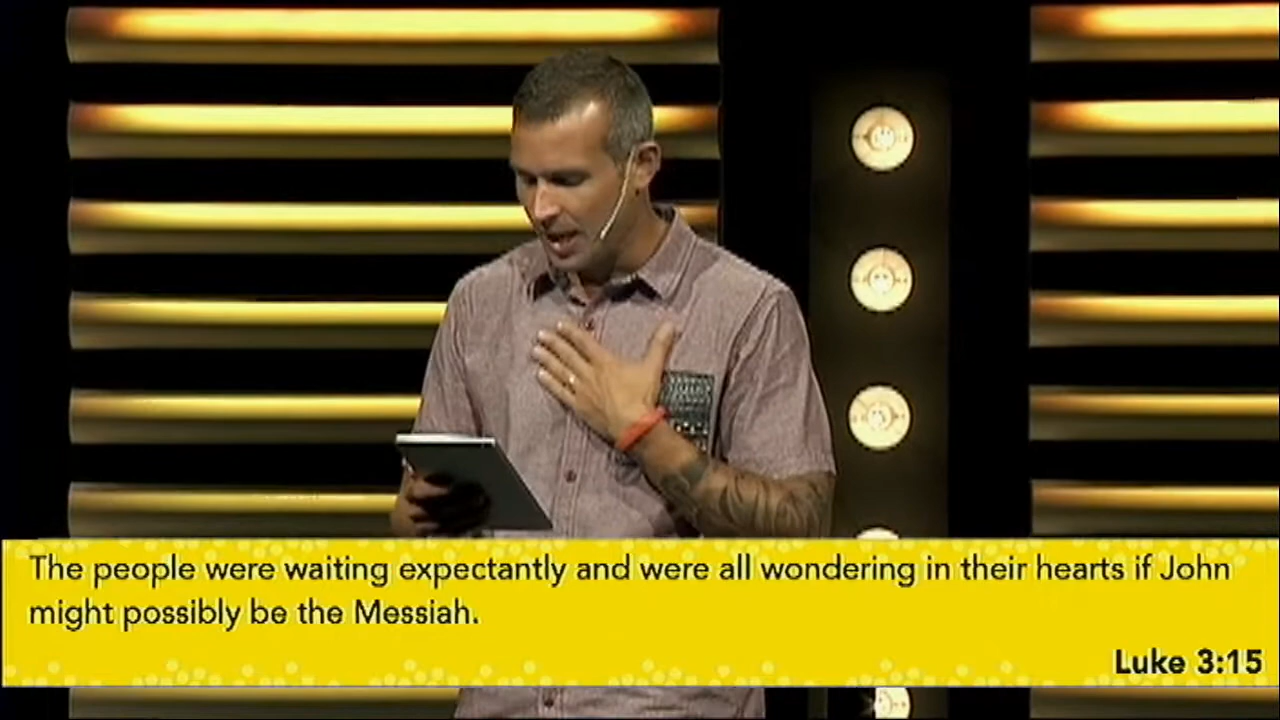 The people were waiting expectantly and were all wondering in their hearts if John
might possibly be the Messiah.
Luke 3:15